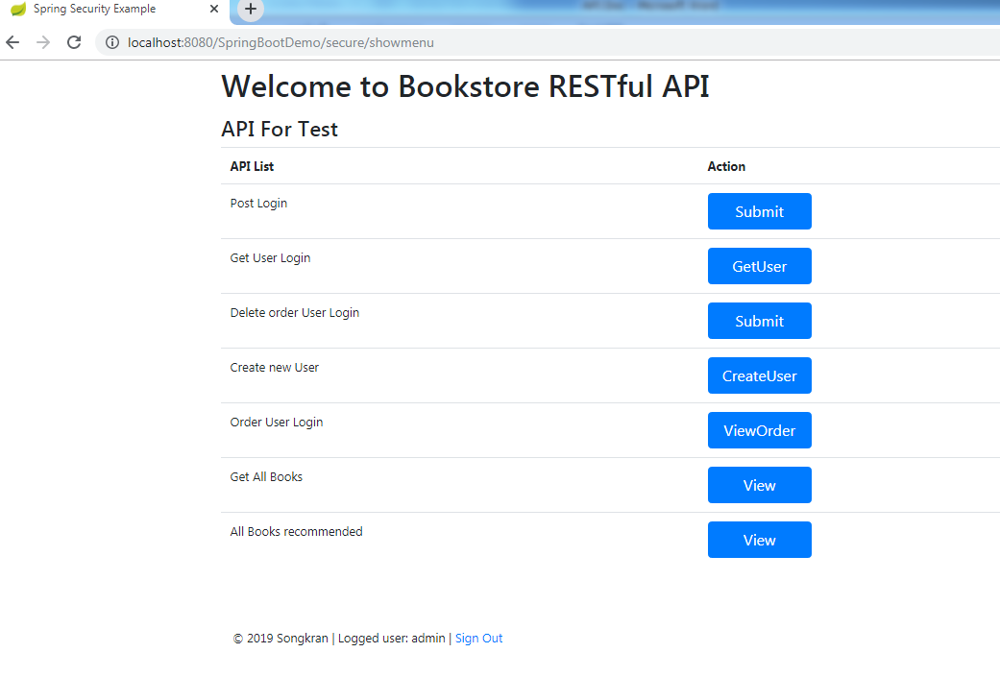 Spring Security Example
localhost:8080/SpringBootDemo/secure/showmenu
Welcome to Bookstore RESTful API
API For Test
API List Action
Post Login Submit
Get User Login GetUser
Delete order User Login Submit
Create new User CreateUser
Order User Login ViewOrder
Get All Books View
All Books recommended View
© 2019 Songkran | Logged user: admin | Sign Out